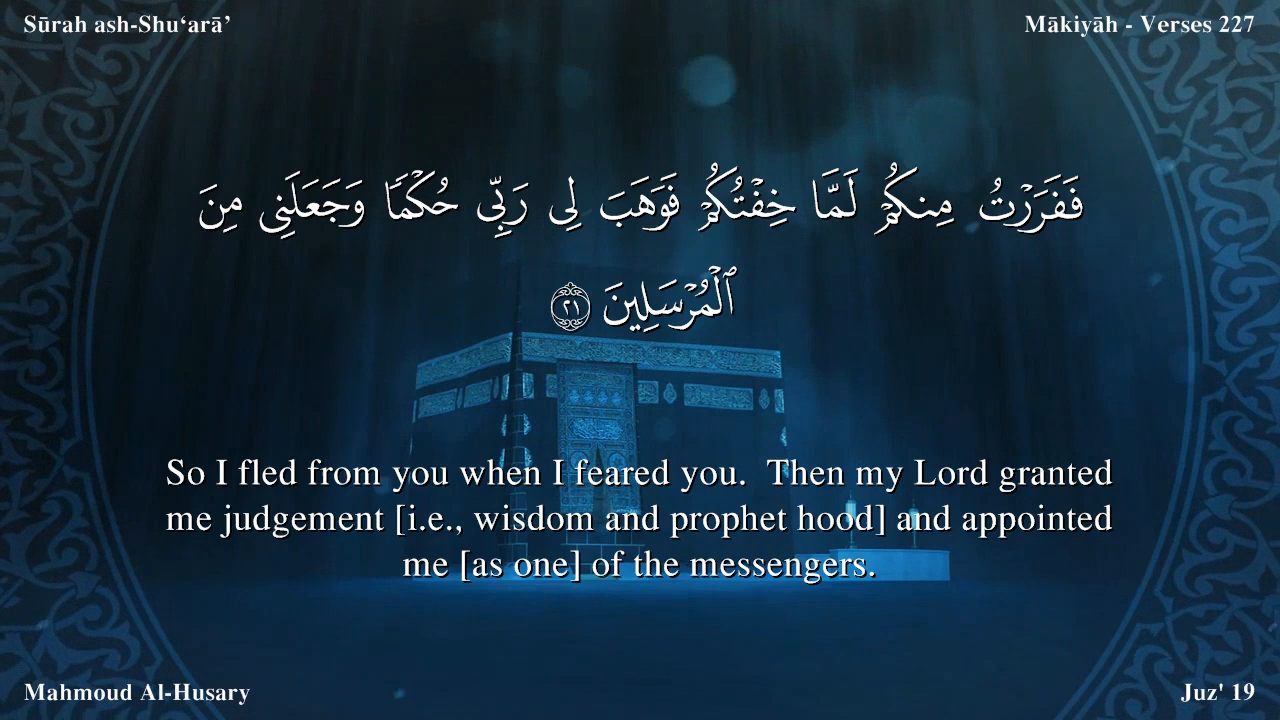 Sūrah ash-Shu‘arā’
Mākiyāh - Verses 227
فَفَرَرْتُ مِنكُمْ لَمَّا خِفْتُكُمْ فَوَهَبَ لِى رَبِّى حُكْمًا وَجَعَلَنِى مِنَ
ٱلْمُرْسَلِينَ ٢١
So I fled from you when I feared you.  Then my Lord granted
me judgement [i.e., wisdom and prophet hood] and appointed
me [as one] of the messengers.
Mahmoud Al-Husary
Juz' 19